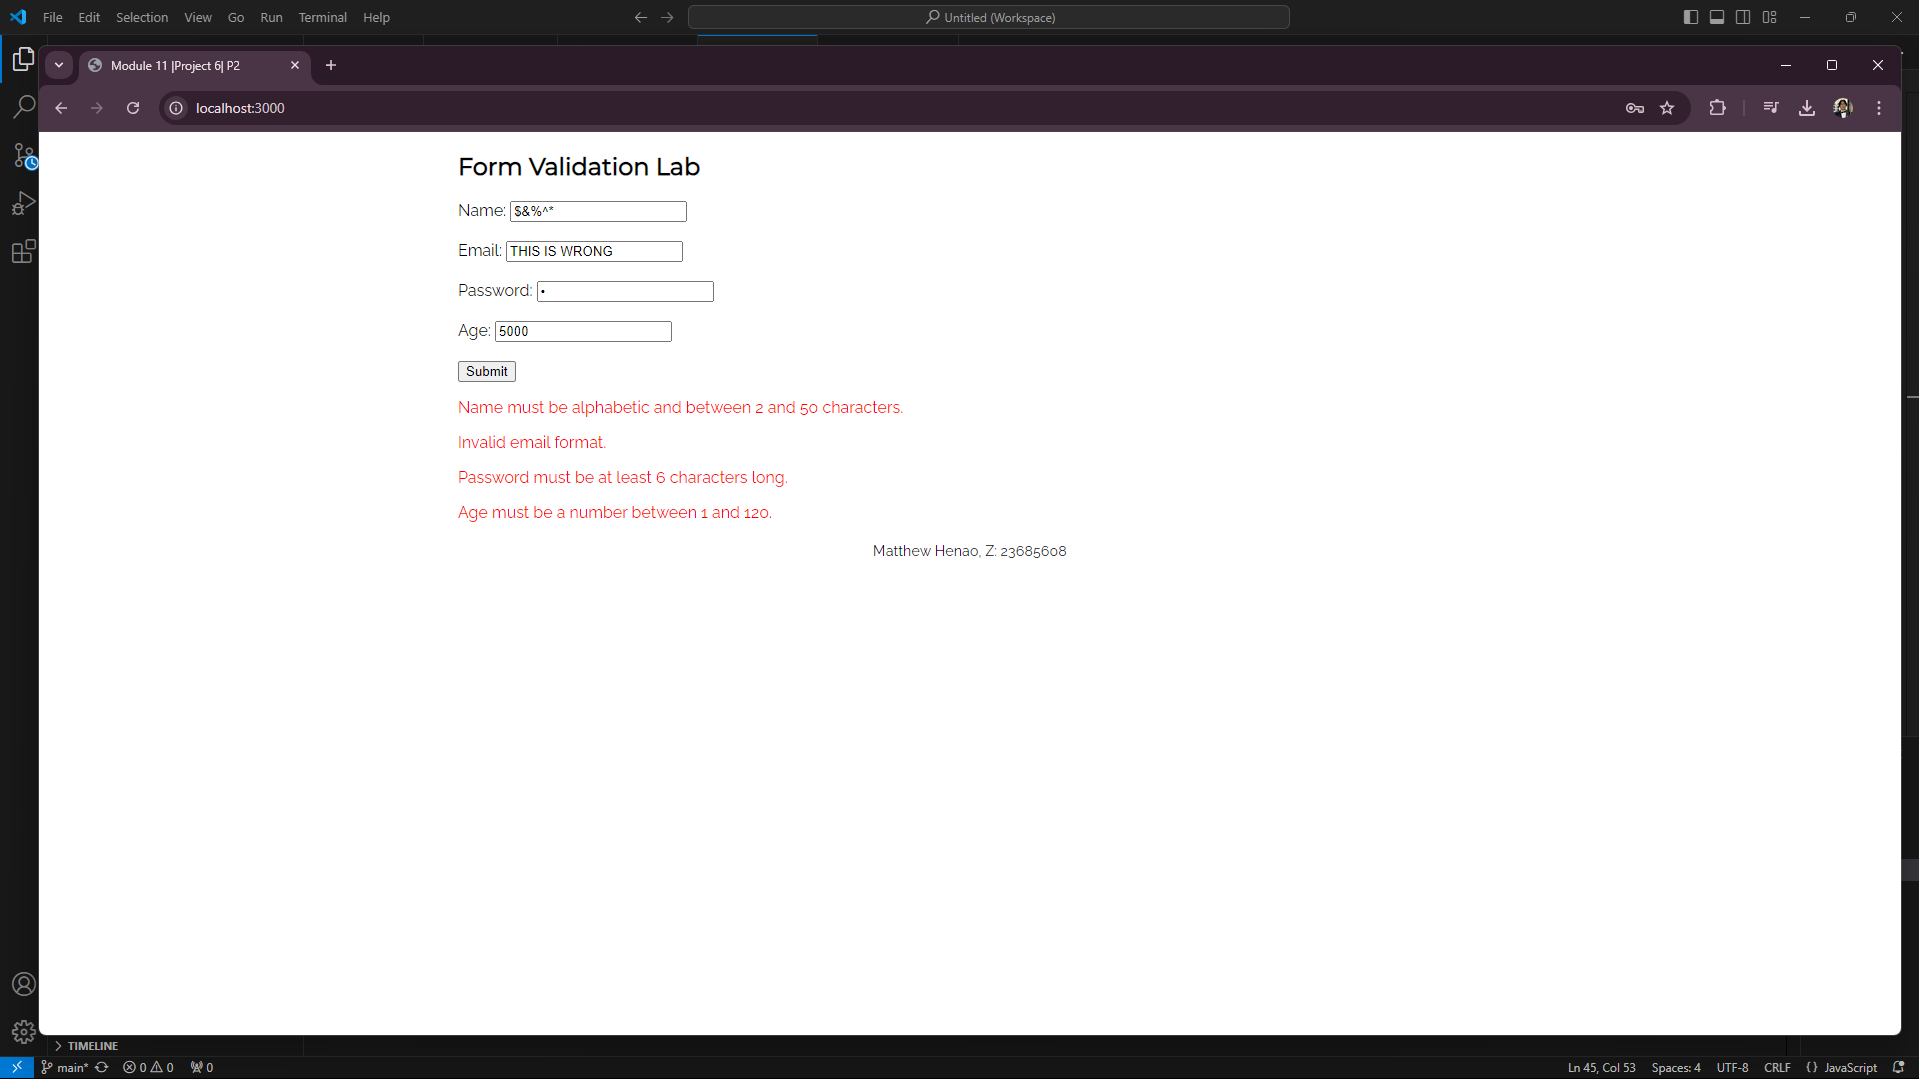 File Edit Selection View Go Run Terminal Help
Untitled (Workspace)
Module 11 |Project 6| P2
localhost:3000
Form Validation Lab
Name: $&%^*
Email: THIS IS WRONG
Password: •
Age: 5000
Submit
Name must be alphabetic and between 2 and 50 characters.
Invalid email format.
Password must be at least 6 characters long.
Age must be a number between 1 and 120.
Matthew Henao, Z: 23685608
TIMELINE
main* 0 0 0 Ln 45, Col 53 Spaces: 4 UTF-8 CRLF {} JavaScript